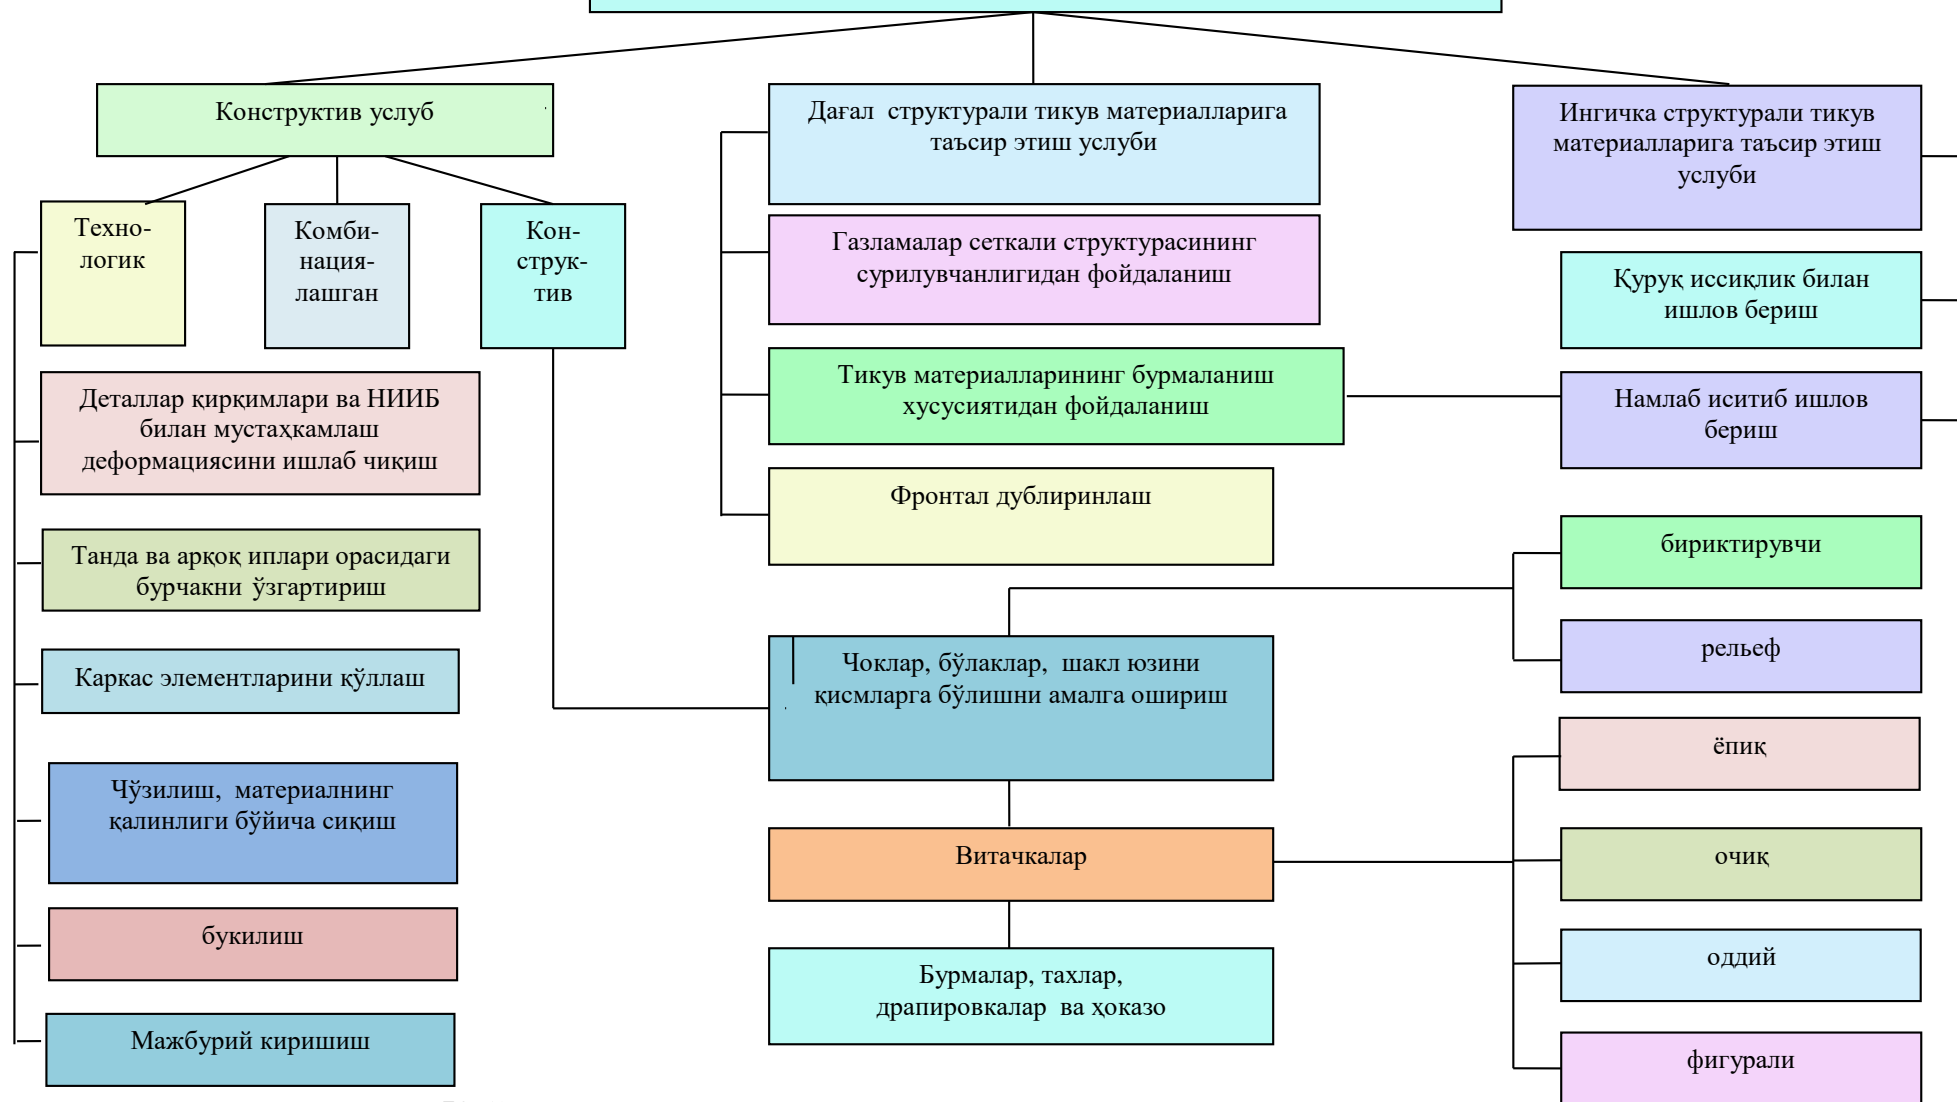 Конструктив услуб
Дағал структурали тикув материалларига
таъсир этиш услуби
Ингичка структурали тикув
материалларига таъсир этиш
услуби
Техно-
логик
Комби-
нация-
лашган
Кон-
струк-
тив
Газламалар сеткали структурасининг
сурилувчанлигидан фойдаланиш
Қуруқ иссиқлик билан
ишлов бериш
Деталлар қирқимлари ва НИИБ
билан мустаҳкамлаш
деформациясини ишлаб чиқиш
Тикув материалларининг бурмаланиш
хусусиятидан фойдаланиш
Намлаб иситиб ишлов
бериш
Танда ва арқоқ иплари орасидаги
бурчакни ўзгартириш
Фронтал дублиринлаш
бириктирувчи
Каркас элементларини қўллаш
Чоклар, бўлаклар, шакл юзини
қисмларга бўлишни амалга ошириш
рельеф
Чўзилиш, материалнинг
қалинлиги бўйича сиқиш
ёпиқ
Витачкалар
очиқ
букилиш
Бурмалар, тахлар,
драпировкалар ва ҳоказо
оддий
Мажбурий киришиш
фигурали